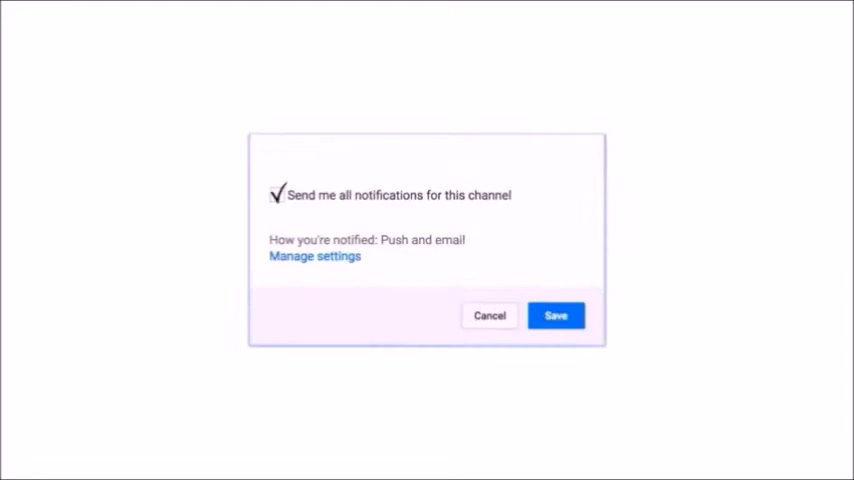 Send me all notifications for this channel
How you're notified: Push and email
Manage settings
Cancel
Save